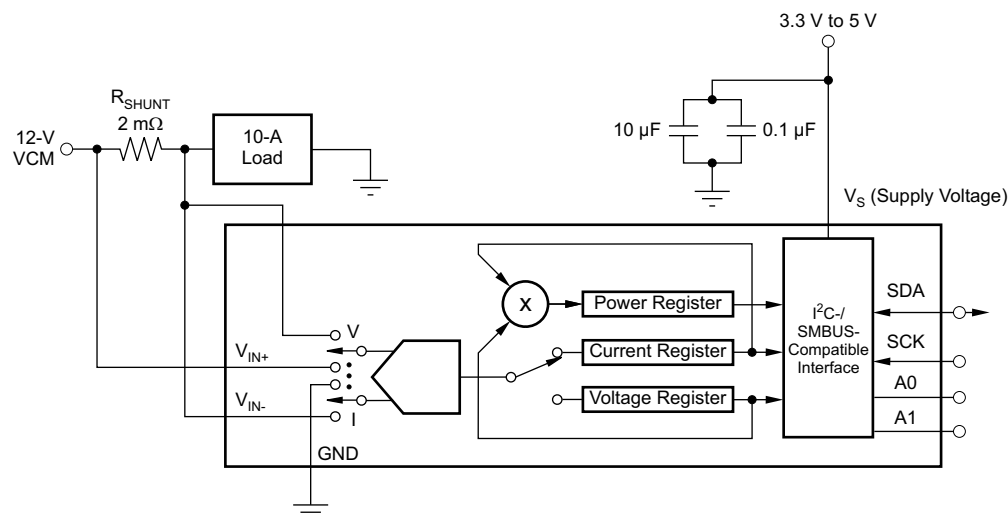 3.3 V to 5 V
R_SHUNT
2 mΩ
12-V
VCM
10-A
Load
10 µF
0.1 µF
V_S (Supply Voltage)
X
Power Register
V
V_IN+
Current Register
V_IN-
I
Voltage Register
GND
I²C-/
SMBUS-
Compatible
Interface
SDA
SCK
A0
A1